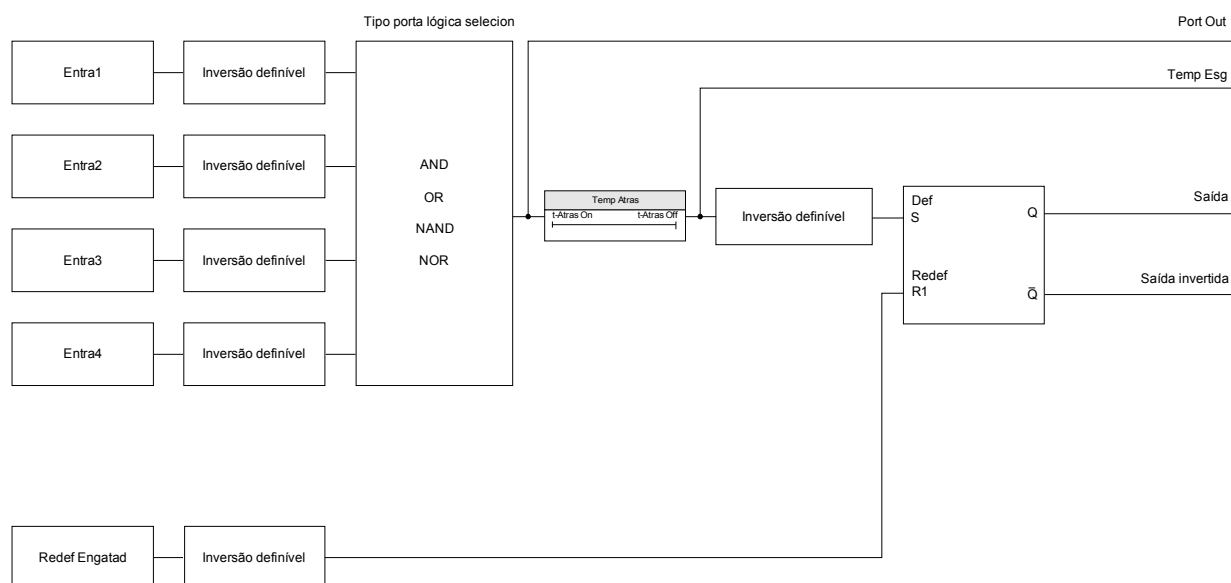 Tipo porta lógica selecion
Port Out
Entra1
Inversão definível
Temp Esg
Entra2
Inversão definível
AND
OR
NAND
NOR
Temp Atras
t-Atras On
t-Atras Off
Inversão definível
Def
S
Q
Saída
Entra3
Inversão definível
Redef
R1
Q̅
Saída invertida
Entra4
Inversão definível
Redef Engatad
Inversão definível